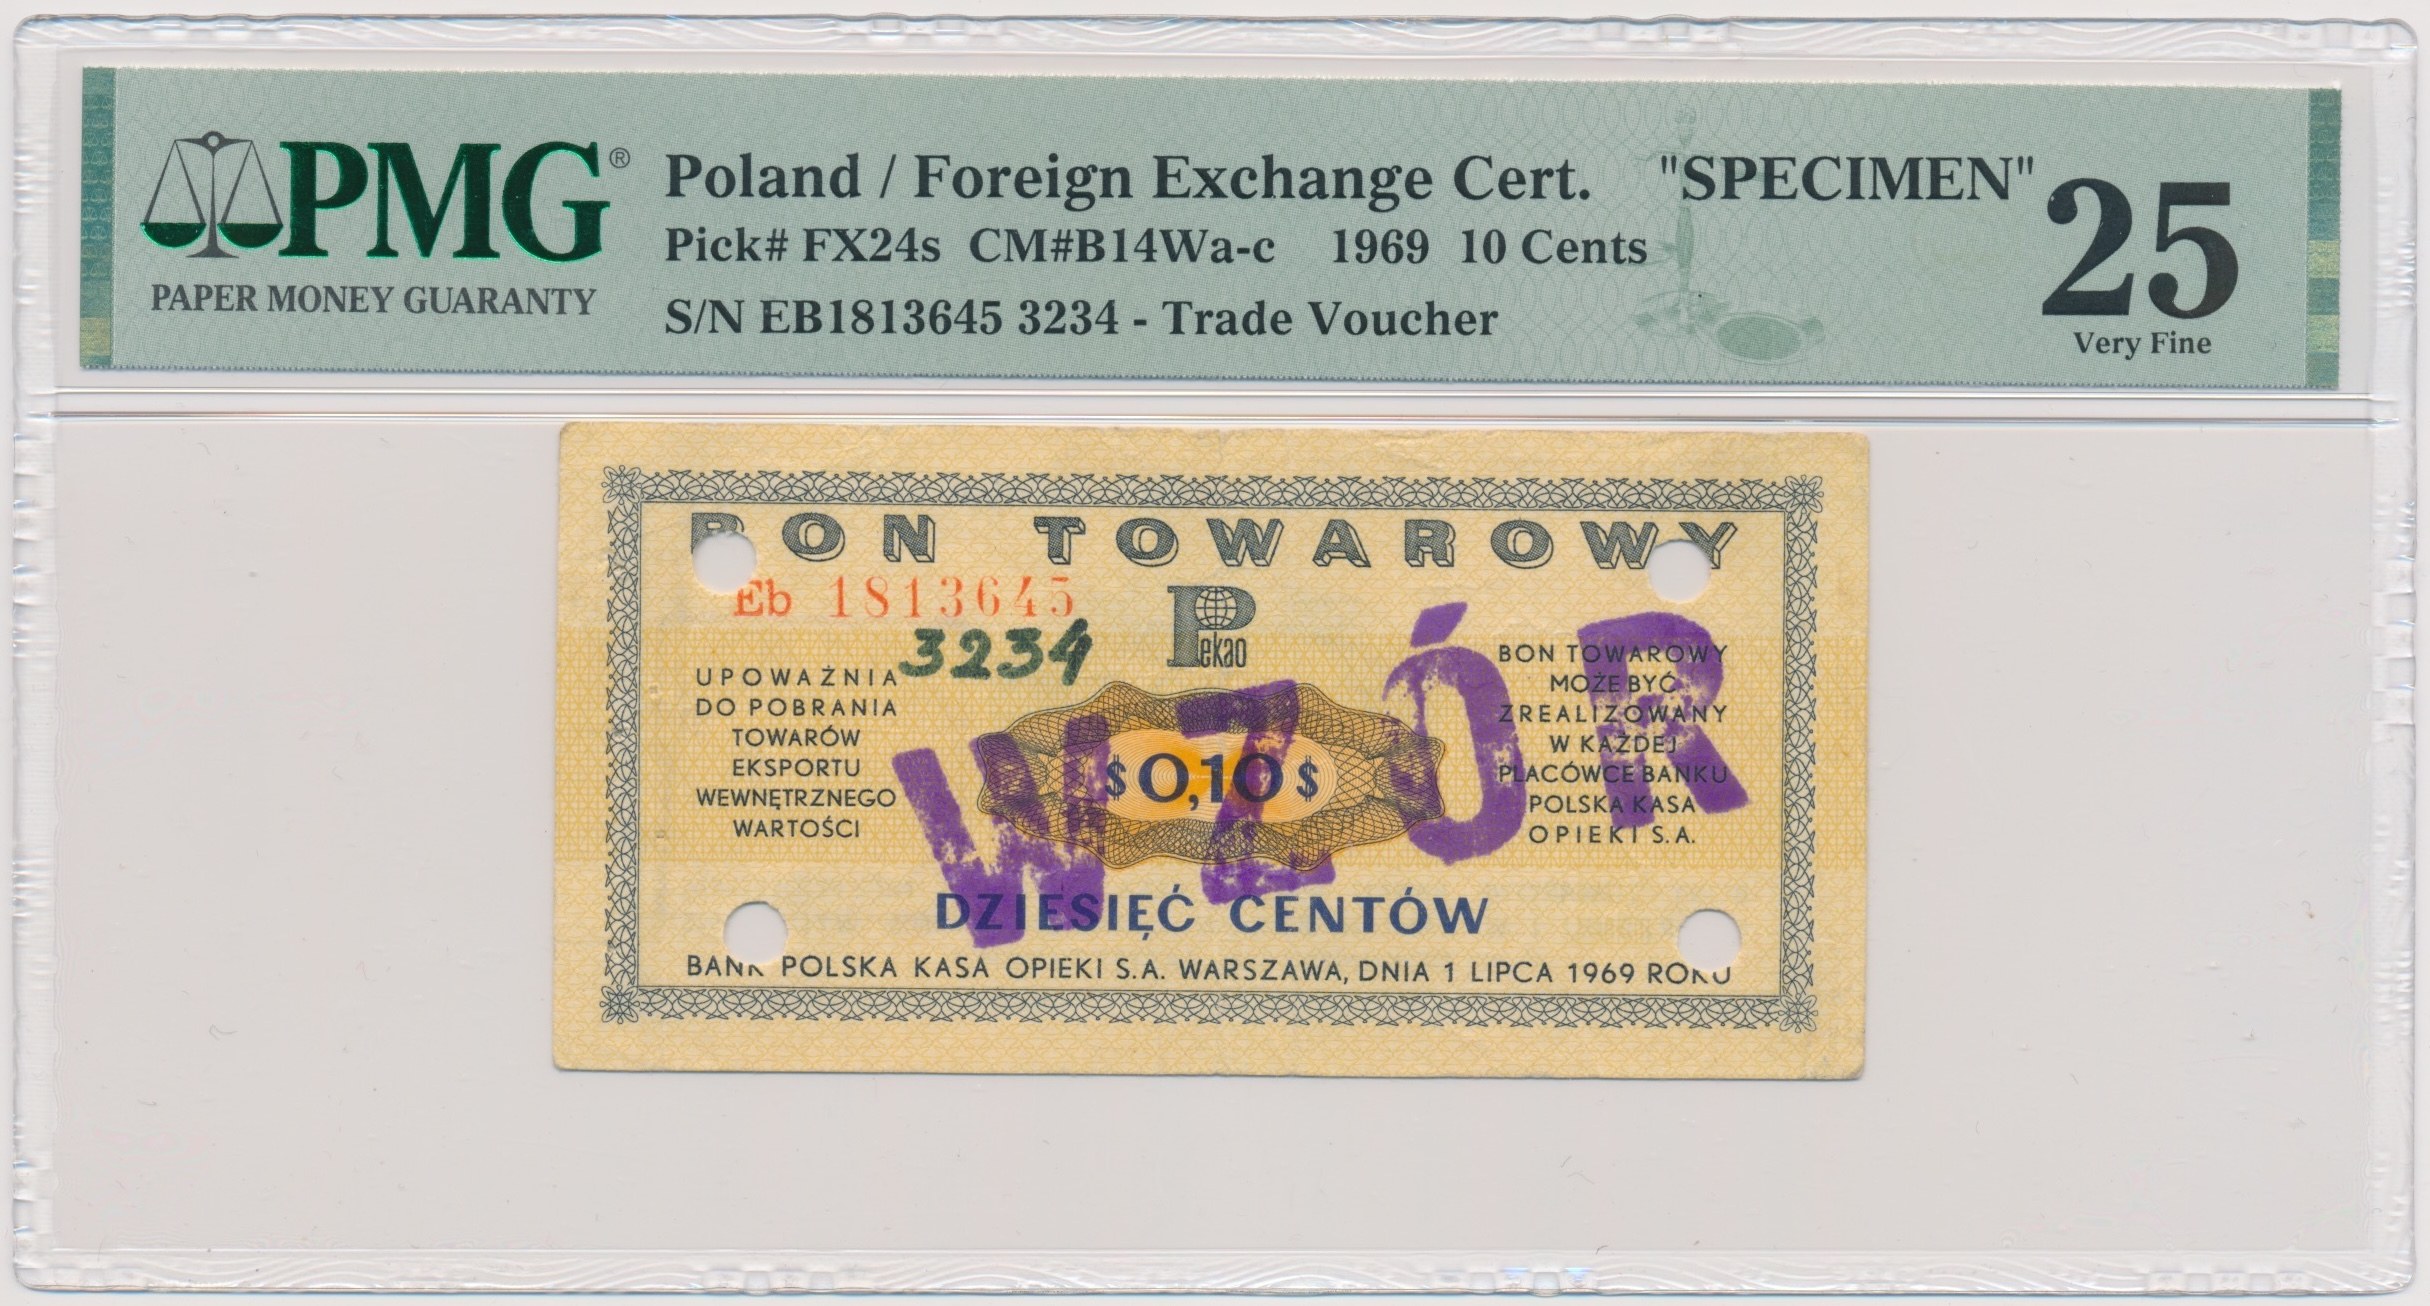 PMG®
PAPER MONEY GUARANTY
Poland / Foreign Exchange Cert. "SPECIMEN"
Pick# FX24s CM#B14Wa-c 1969 10 Cents
S/N EB1813645 3234 - Trade Voucher
25
Very Fine
BON TOWAROWY
Eb 1813645
3234
Pekao
UPOWAŻNIA
DO POBRANIA
TOWARÓW
EKSPORTU
WEWNĘTRZNEGO
WARTOŚCI
$0,10$
BON TOWAROWY
MOŻE BYĆ
ZREALIZOWANY
W KAŻDEJ
PLACÓWCE BANKU
POLSKA KASA
OPIEKI S.A.
WZÓR
DZIESIĘĆ CENTÓW
BANK POLSKA KASA OPIEKI S.A. WARSZAWA, DNIA 1 LIPCA 1969 ROKU